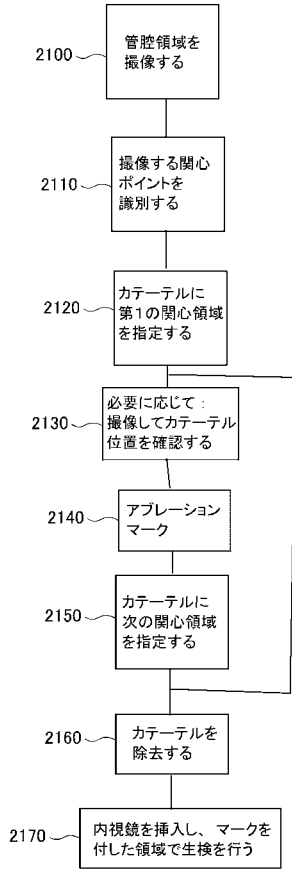 2100
管腔領域を
撮像する
2110
撮像する関心
ポイントを
識別する
2120
カテーテルに
第1の関心領域
を指定する
2130
必要に応じて：
撮像してカテーテル
位置を確認する
2140
アブレーション
マーク
2150
カテーテルに
次の関心領域
を指定する
2160
カテーテルを
除去する
2170
内視鏡を挿入し、マークを
付した領域で生検を行う